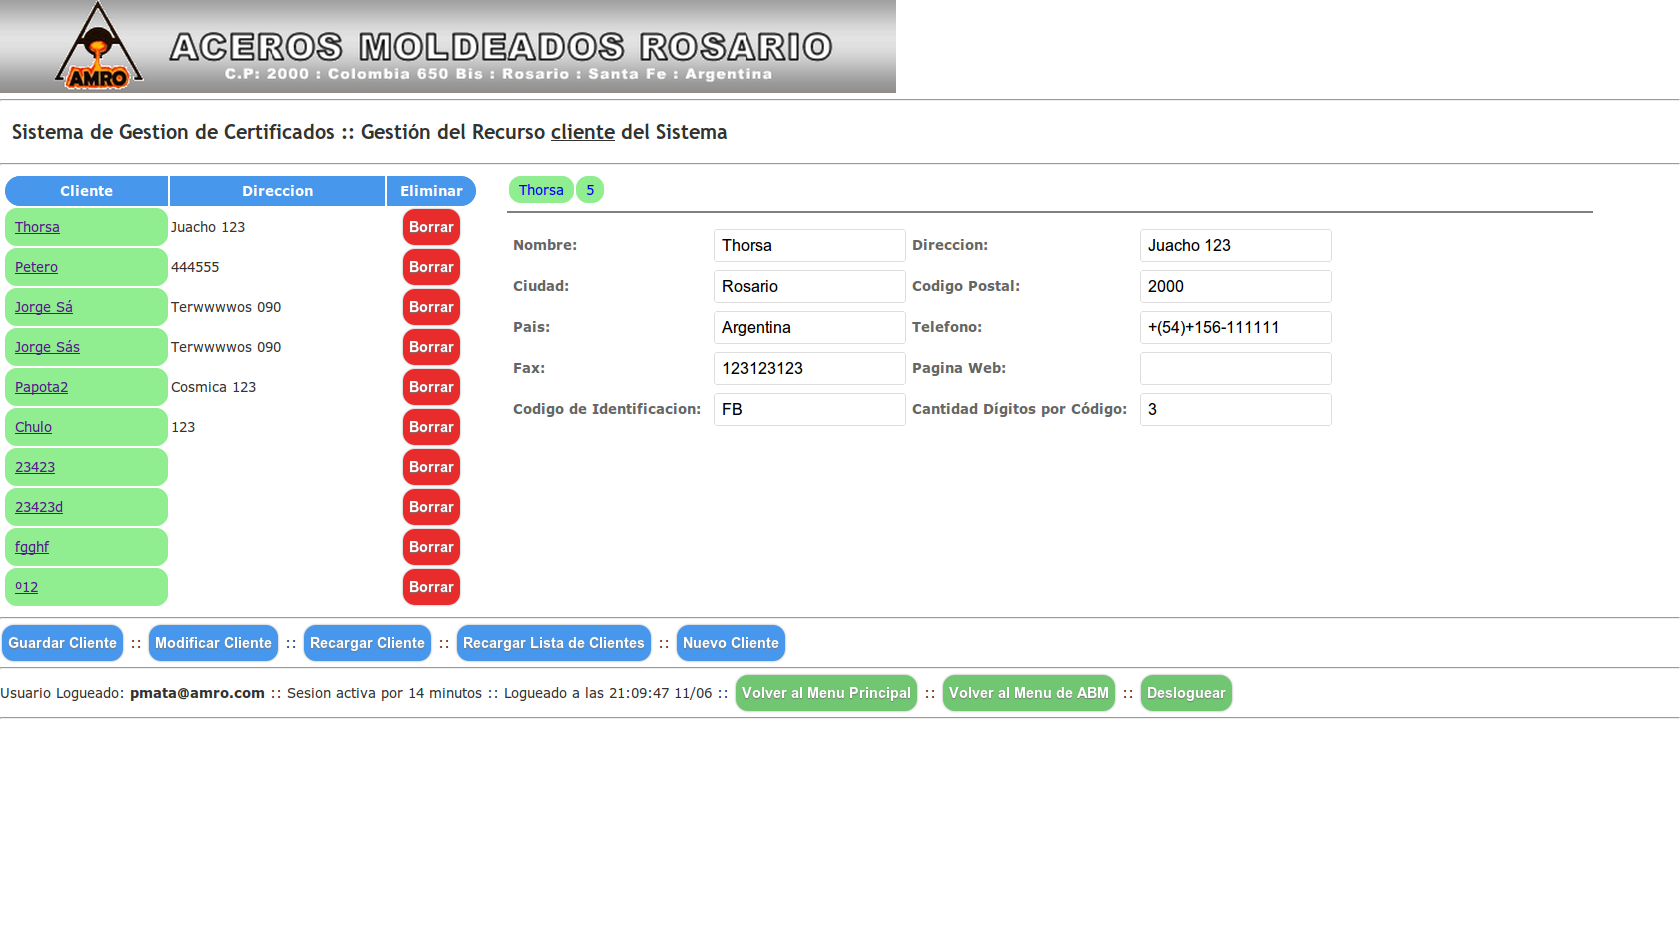 AMRO
ACEROS MOLDEADOS ROSARIO
C.P: 2000 : Colombia 650 Bis : Rosario : Santa Fe : Argentina
Sistema de Gestion de Certificados :: Gestión del Recurso cliente del Sistema
Cliente Direccion Eliminar
Thorsa Juacho 123 Borrar
Petero 444555 Borrar
Jorge Sá Terwwwwos 090 Borrar
Jorge Sás Terwwwwos 090 Borrar
Papota2 Cosmica 123 Borrar
Chulo 123 Borrar
23423 Borrar
23423d Borrar
fgghf Borrar
º12 Borrar
Thorsa 5
Nombre: Thorsa Direccion: Juacho 123
Ciudad: Rosario Codigo Postal: 2000
Pais: Argentina Telefono: +(54)+156-111111
Fax: 123123123 Pagina Web:
Codigo de Identificacion: FB Cantidad Dígitos por Código: 3
Guardar Cliente :: Modificar Cliente :: Recargar Cliente :: Recargar Lista de Clientes :: Nuevo Cliente
Usuario Logueado: pmata@amro.com :: Sesion activa por 14 minutos :: Logueado a las 21:09:47 11/06 :: Volver al Menu Principal :: Volver al Menu de ABM :: Desloguear